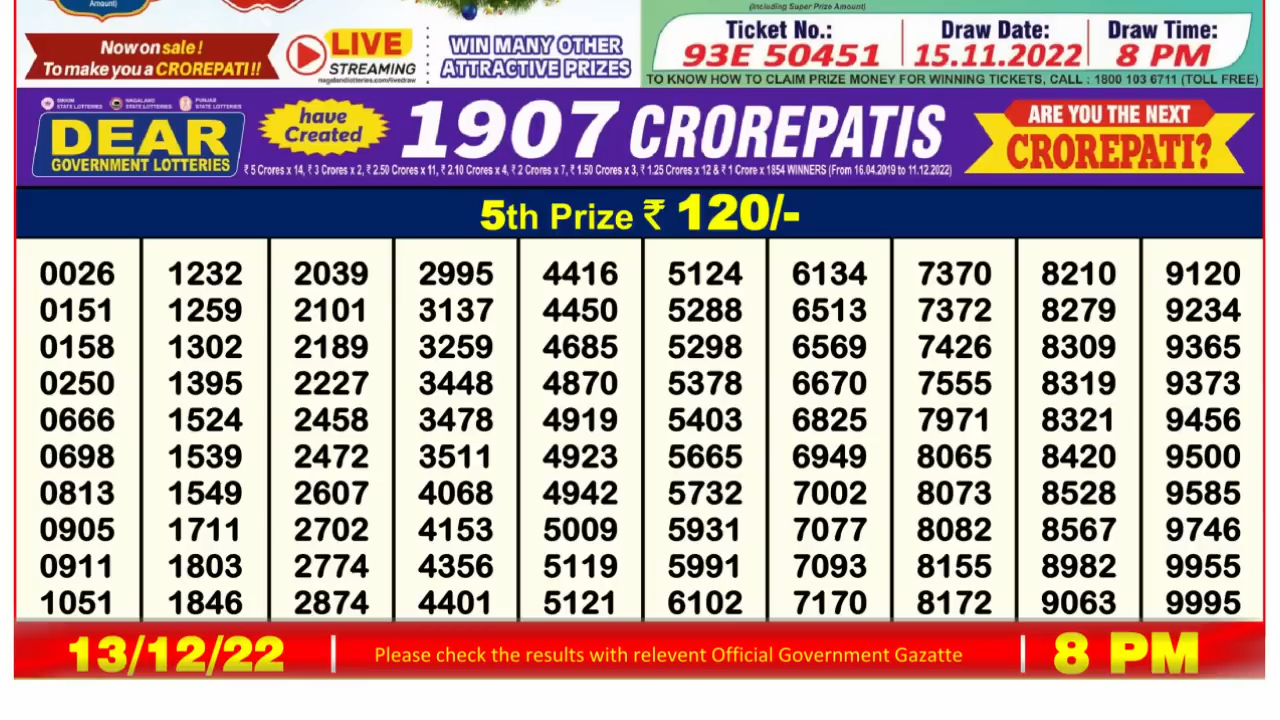 Amount)
(Including Super Prize Amount)
Now on sale !
To make you a CROREPATI !!
LIVE
STREAMING
nagalandlotteries.com/livedraw
WIN MANY OTHER
ATTRACTIVE PRIZES
Ticket No.: Draw Date: Draw Time:
93E 50451 15.11.2022 8 PM
TO KNOW HOW TO CLAIM PRIZE MONEY FOR WINNING TICKETS, CALL : 1800 103 6711 (TOLL FREE)
SIKKIM STATE LOTTERIES NAGALAND STATE LOTTERIES PUNJAB STATE LOTTERIES
DEAR
GOVERNMENT LOTTERIES
have
Created
1907 CROREPATIS
₹ 5 Crores x 14, ₹ 3 Crores x 2, ₹ 2.50 Crores x 11, ₹ 2.10 Crores x 4, ₹ 2 Crores x 7, ₹ 1.50 Crores x 3, ₹ 1.25 Crores x 12 & ₹ 1 Crore x 1854 WINNERS (From 16.04.2019 to 11.12.2022)
ARE YOU THE NEXT
CROREPATI?
5th Prize ₹ 120/-
0026 1232 2039 2995 4416 5124 6134 7370 8210 9120
0151 1259 2101 3137 4450 5288 6513 7372 8279 9234
0158 1302 2189 3259 4685 5298 6569 7426 8309 9365
0250 1395 2227 3448 4870 5378 6670 7555 8319 9373
0666 1524 2458 3478 4919 5403 6825 7971 8321 9456
0698 1539 2472 3511 4923 5665 6949 8065 8420 9500
0813 1549 2607 4068 4942 5732 7002 8073 8528 9585
0905 1711 2702 4153 5009 5931 7077 8082 8567 9746
0911 1803 2774 4356 5119 5991 7093 8155 8982 9955
1051 1846 2874 4401 5121 6102 7170 8172 9063 9995
13/12/22 Please check the results with relevent Official Government Gazatte 8 PM